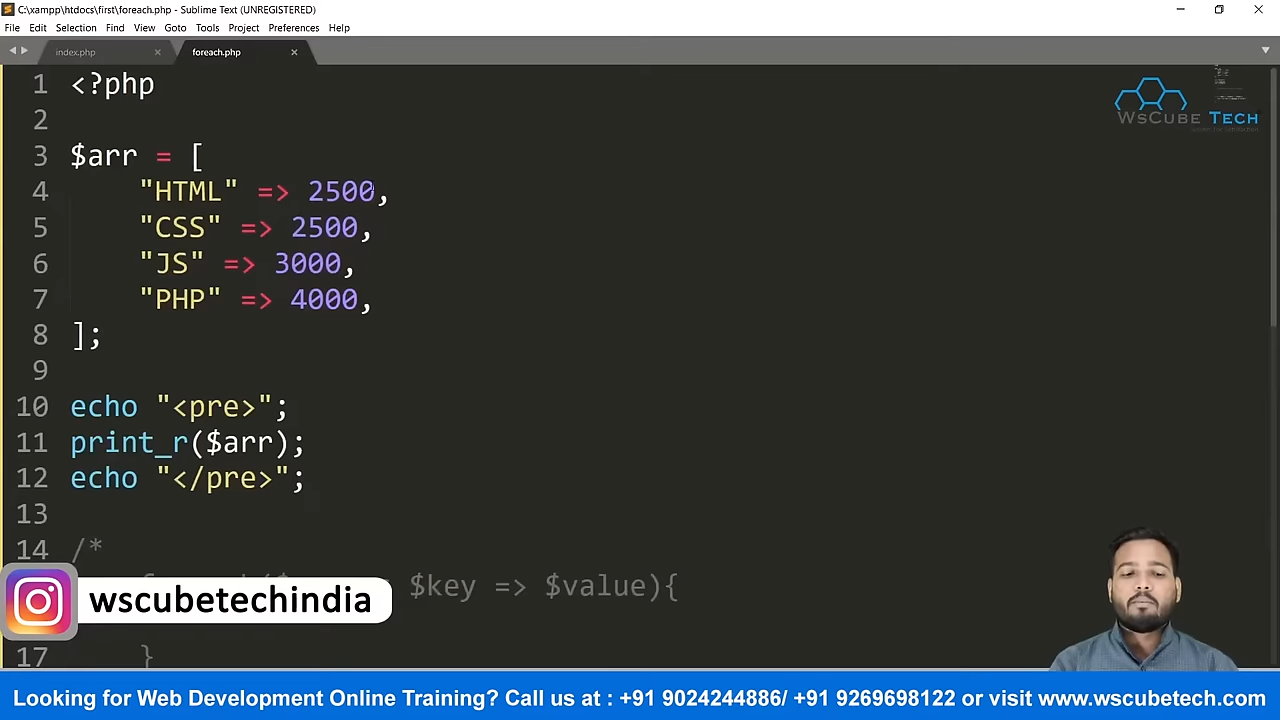 C:\xampp\htdocs\first\foreach.php - Sublime Text (UNREGISTERED)
File Edit Selection Find View Goto Tools Project Preferences Help
index.php foreach.php
1 <?php
2
3 $arr = [
4 "HTML" => 2500,
5 "CSS" => 2500,
6 "JS" => 3000,
7 "PHP" => 4000,
8 ];
9
10 echo "<pre>";
11 print_r($arr);
12 echo "</pre>";
13
14 /*
$key => $value){
17 }
WsCube Tech
wscubetechindia
Looking for Web Development Online Training? Call us at : +91 9024244886/ +91 9269698122 or visit www.wscubetech.com